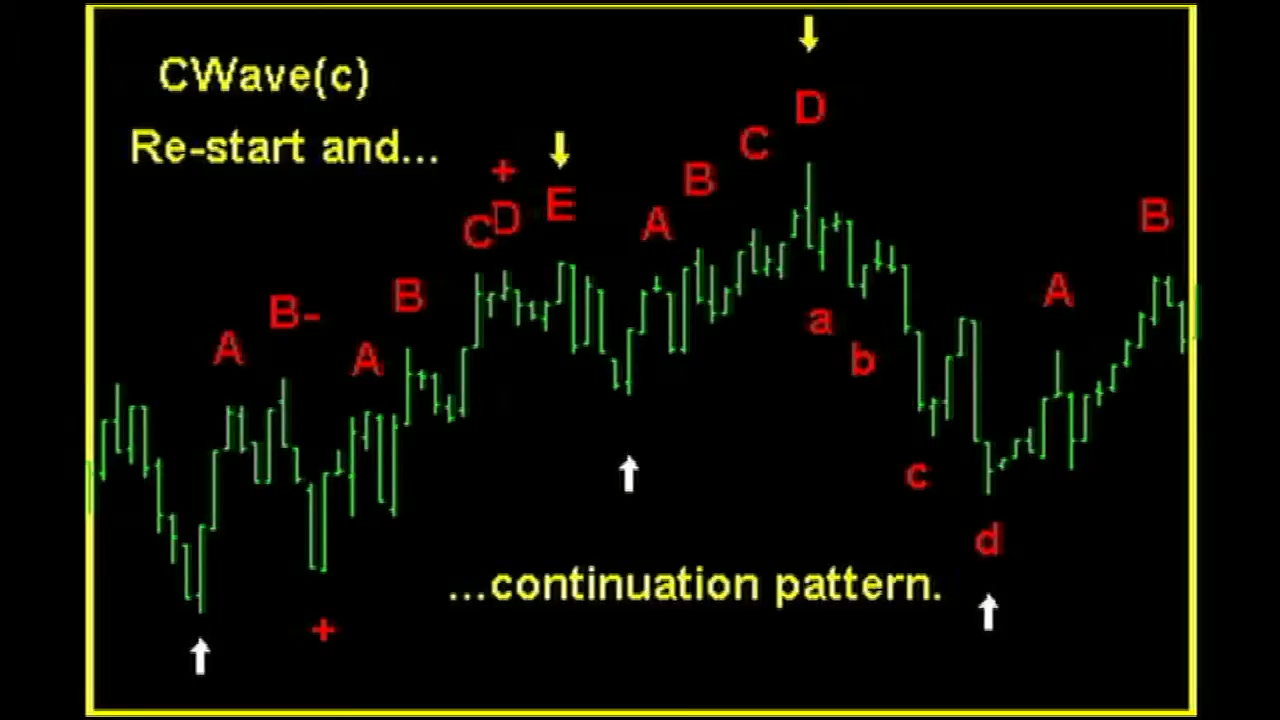 CWave(c)
Re-start and...
A
B-
+
A
B
C
D
+
E
A
B
C
D
a
b
c
d
A
B
...continuation pattern.